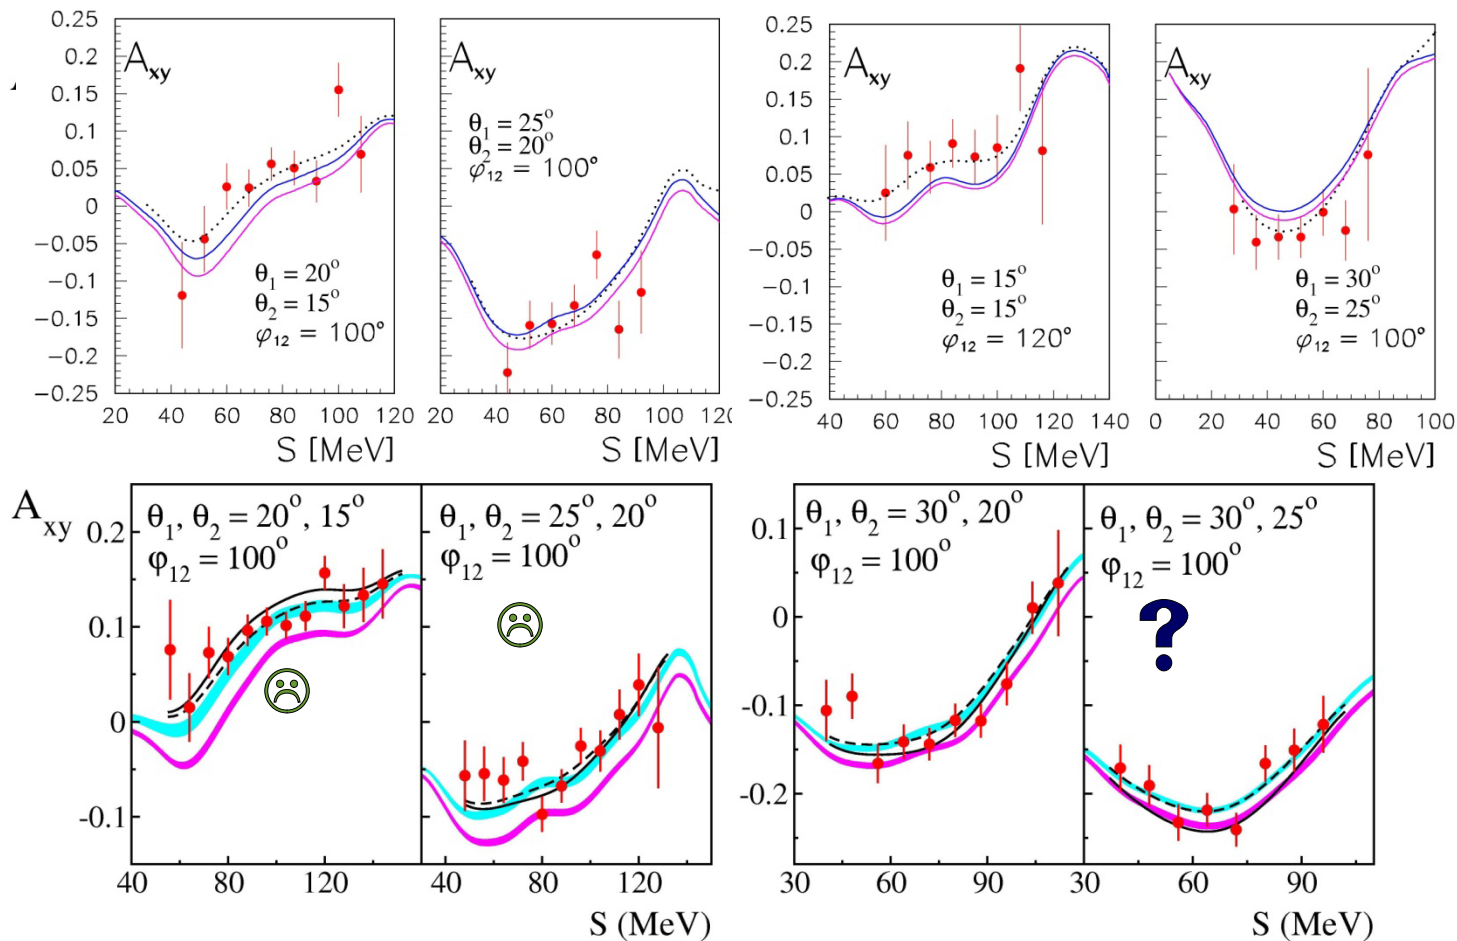 0.25
0.2
0.15
0.1
0.05
0
−0.05
−0.1
−0.15
−0.2
−0.25
A_xy
θ_1 = 20°
θ_2 = 15°
φ_12 = 100°
20 40 60 80 100 120
S [MeV]
A_xy
θ_1 = 25°
θ_2 = 20°
φ_12 = 100°
20 40 60 80 100 120
S [MeV]
0.25
0.2
0.15
0.1
0.05
0
−0.05
−0.1
−0.15
−0.2
−0.25
A_xy
θ_1 = 15°
θ_2 = 15°
φ_12 = 120°
40 60 80 100 120 140
S [MeV]
A_xy
θ_1 = 30°
θ_2 = 25°
φ_12 = 100°
0 20 40 60 80 100
S [MeV]
A_xy
0.2
0.1
0
-0.1
θ_1, θ_2 = 20°, 15°
φ_12 = 100°
40 80 120
θ_1, θ_2 = 25°, 20°
φ_12 = 100°
40 80 120
S (MeV)
0.1
0
-0.1
-0.2
θ_1, θ_2 = 30°, 20°
φ_12 = 100°
30 60 90
θ_1, θ_2 = 30°, 25°
φ_12 = 100°
?
30 60 90
S (MeV)